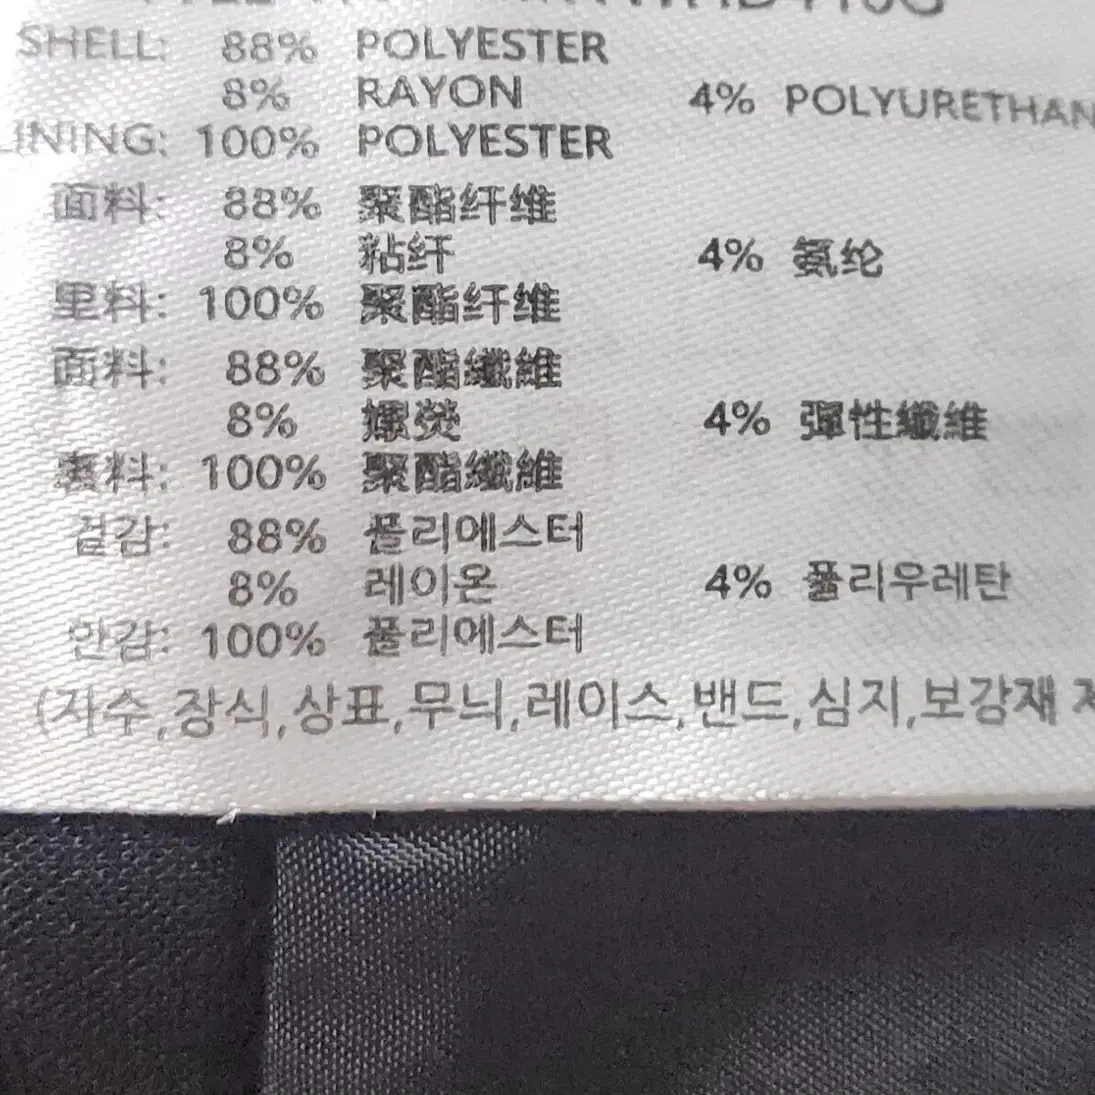 SHELL: 88% POLYESTER
8% RAYON 4% POLYURETHAN
LINING: 100% POLYESTER
面料: 88% 聚酯纤维
8% 粘纤 4% 氨纶
里料: 100% 聚酯纤维
面料: 88% 聚酯纖維
8% 嫘縈 4% 彈性纖維
裏料: 100% 聚酯纖維
겉감: 88% 폴리에스터
8% 레이온 4% 폴리우레탄
안감: 100% 폴리에스터
(자수,장식,상표,무늬,레이스,밴드,심지,보강재